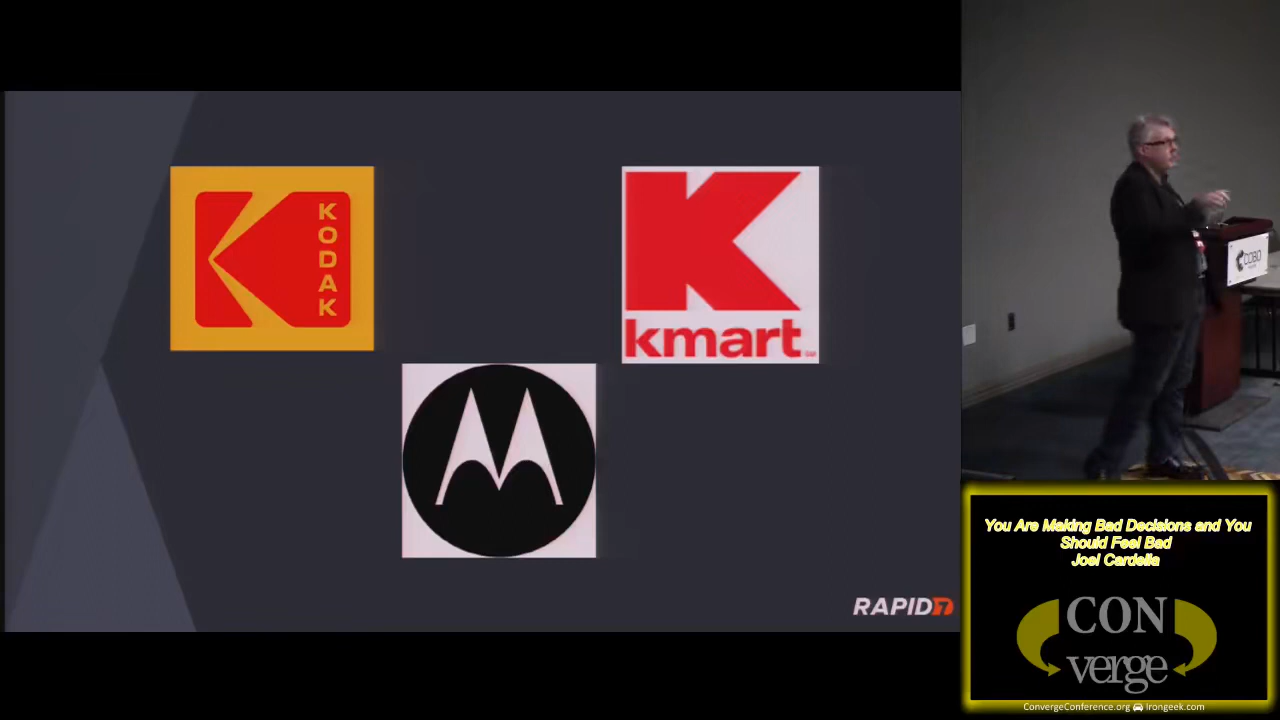 KODAK
kmart
RAPID7
COBO
You Are Making Bad Decisions and You
Should Feel Bad
Joel Cardella
CON
verge
ConvergeConference.org Irongeek.com